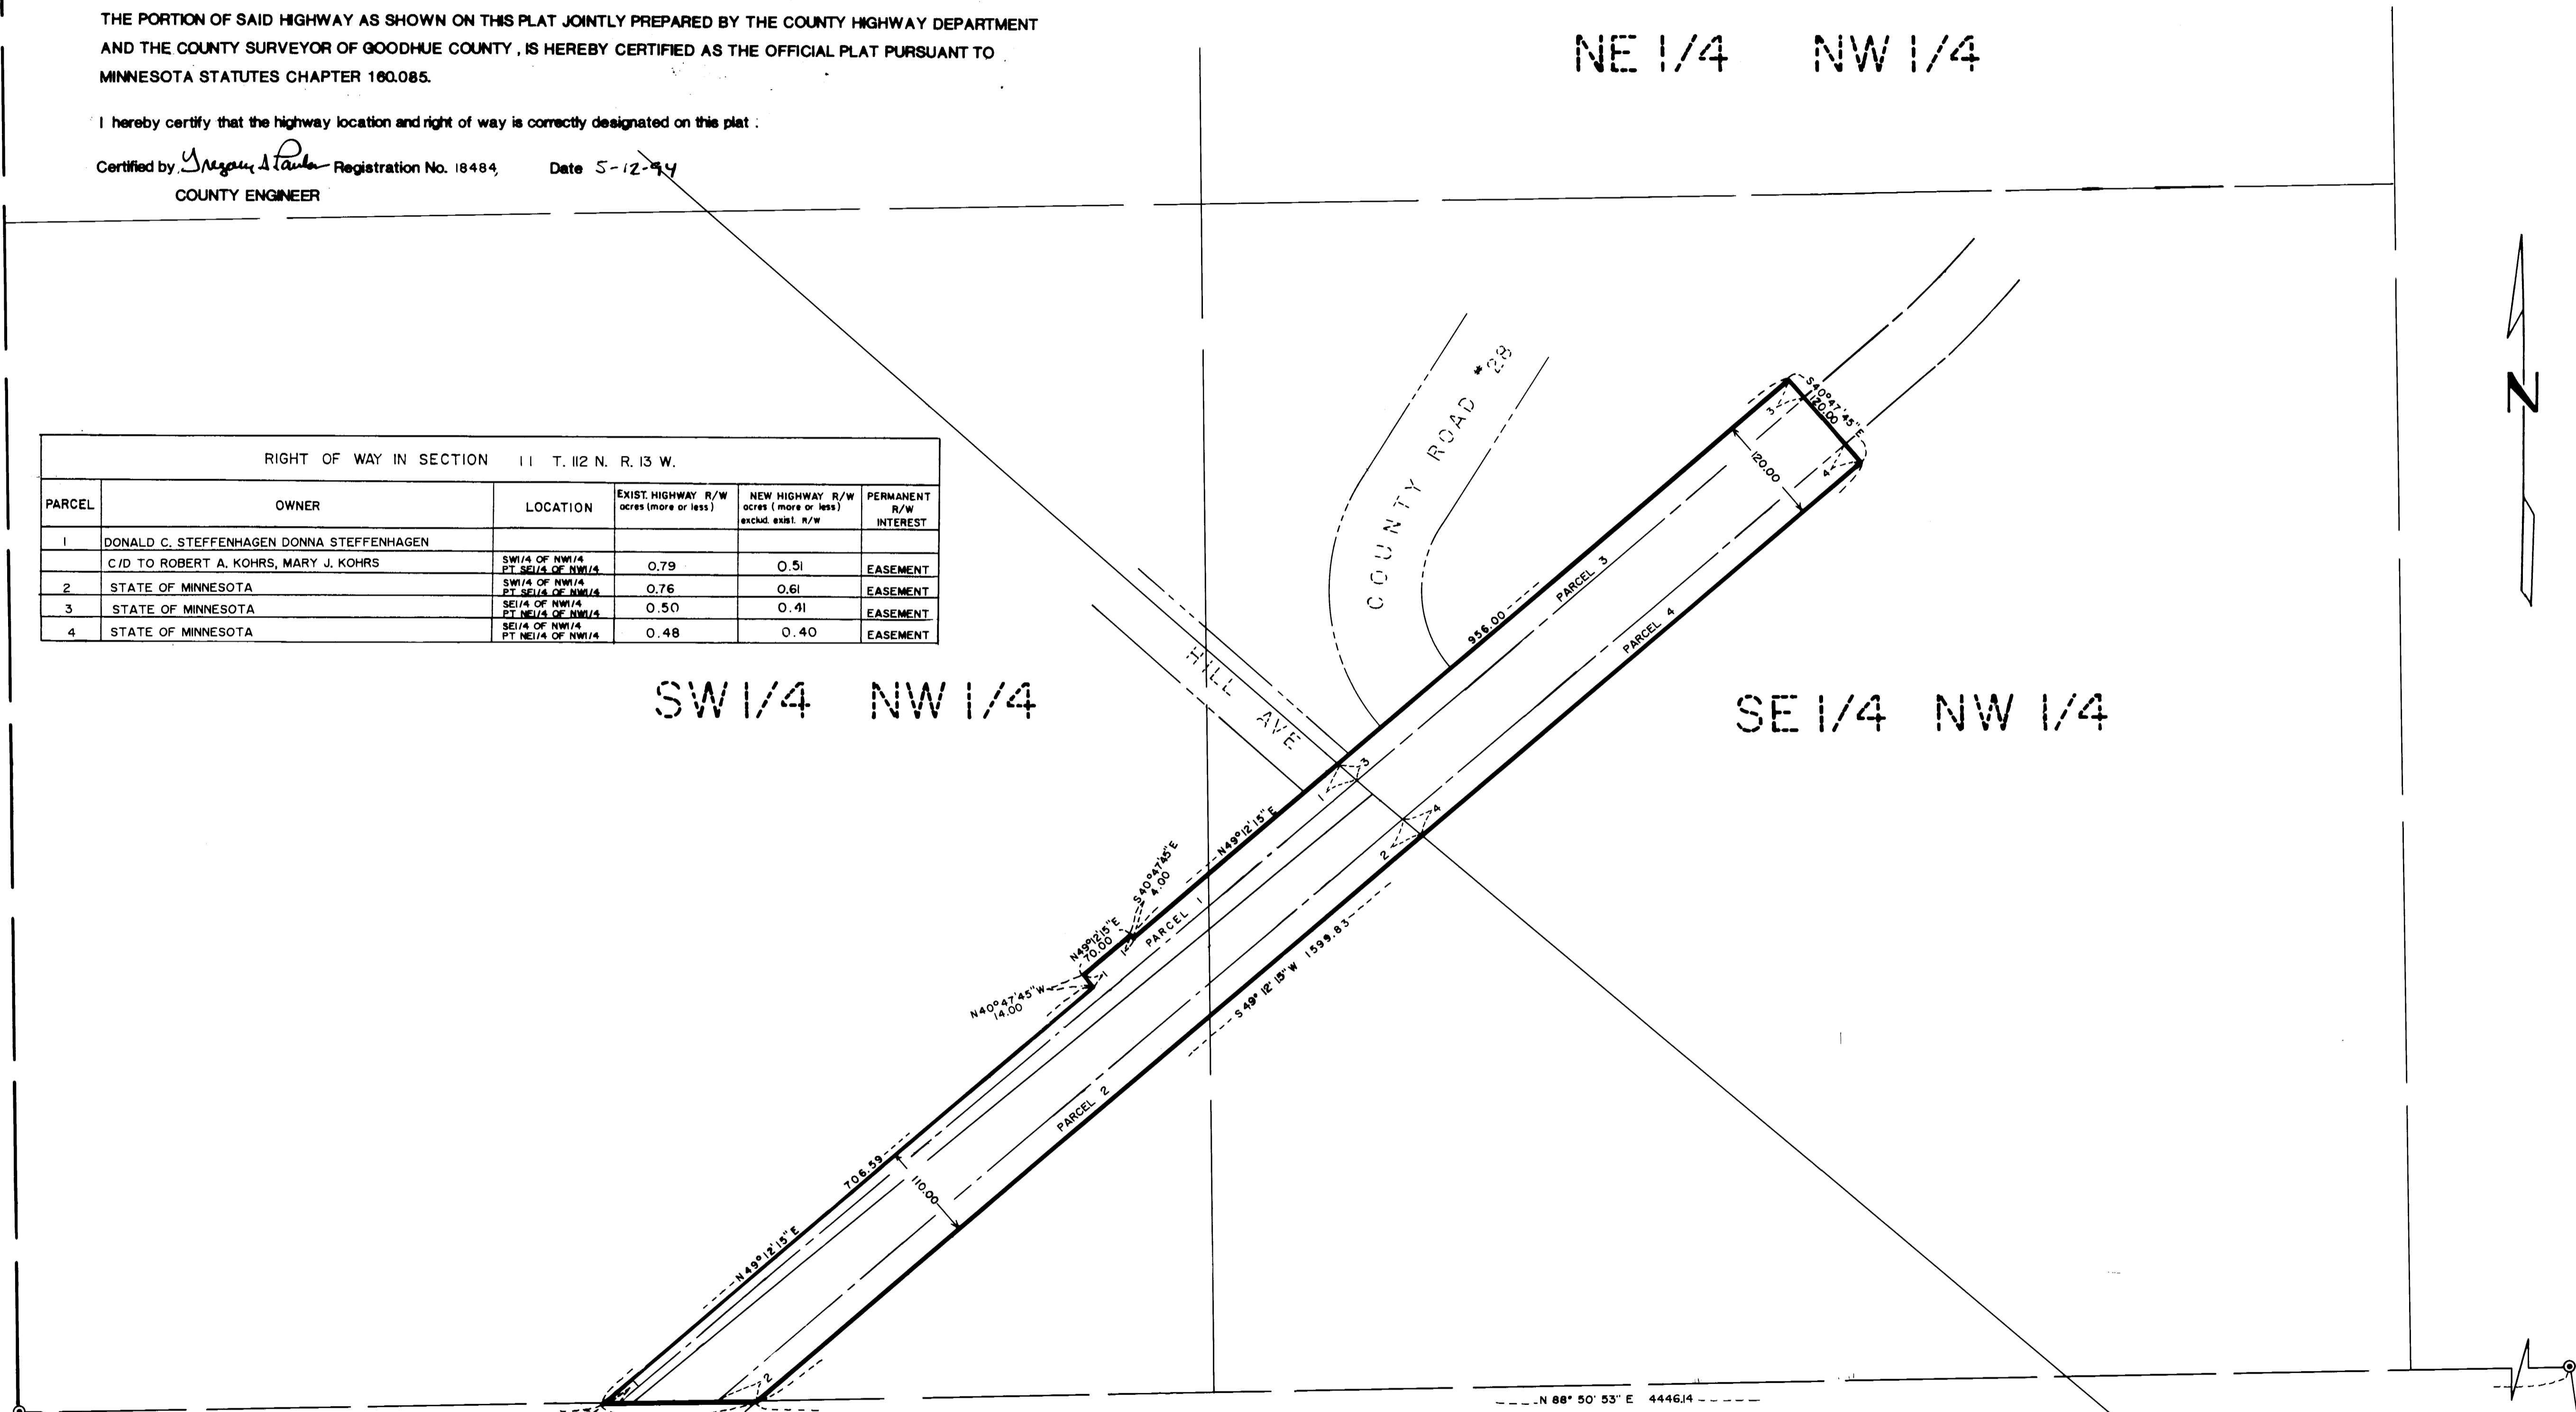 THE PORTION OF SAID HIGHWAY AS SHOWN ON THIS PLAT JOINTLY PREPARED BY THE COUNTY HIGHWAY DEPARTMENT
AND THE COUNTY SURVEYOR OF GOODHUE COUNTY, IS HEREBY CERTIFIED AS THE OFFICIAL PLAT PURSUANT TO
MINNESOTA STATUTES CHAPTER 160.085.
I hereby certify that the highway location and right of way is correctly designated on this plat.
Certified by Registration No. 18484, Date 5-12-94
COUNTY ENGINEER
NE 1/4 NW 1/4
N
RIGHT OF WAY IN SECTION 11 T. 112 N. R. 13 W.
PARCEL OWNER LOCATION EXIST. HIGHWAY R/W acres (more or less) NEW HIGHWAY R/W acres (more or less) exclud. exist. R/W PERMANENT R/W INTEREST
1 DONALD C. STEFFENHAGEN DONNA STEFFENHAGEN
C/D TO ROBERT A. KOHRS, MARY J. KOHRS SW1/4 OF NW1/4 PT SE1/4 OF NW1/4 0.79 0.51 EASEMENT
2 STATE OF MINNESOTA SW1/4 OF NW1/4 PT SE1/4 OF NW1/4 0.76 0.61 EASEMENT
3 STATE OF MINNESOTA SE1/4 OF NW1/4 PT NE1/4 OF NW1/4 0.50 0.41 EASEMENT
4 STATE OF MINNESOTA SE1/4 OF NW1/4 PT NE1/4 OF NW1/4 0.48 0.40 EASEMENT
SW 1/4 NW 1/4
SE 1/4 NW 1/4
COUNTY ROAD #28
HILL AVE
S40°47'45"E
120.00
3
4
120.00
PARCEL 3
956.00
PARCEL 4
3
1
4
2
N49°12'15"E
S40°47'45"E
4.00
N49°12'15"E
70.00
1
PARCEL 1
1
N40°47'45"W
14.00
S49°12'15"W 1599.83
PARCEL 2
706.59
110.00
N49°12'15"E
2
N 88° 50' 53" E 4446.14